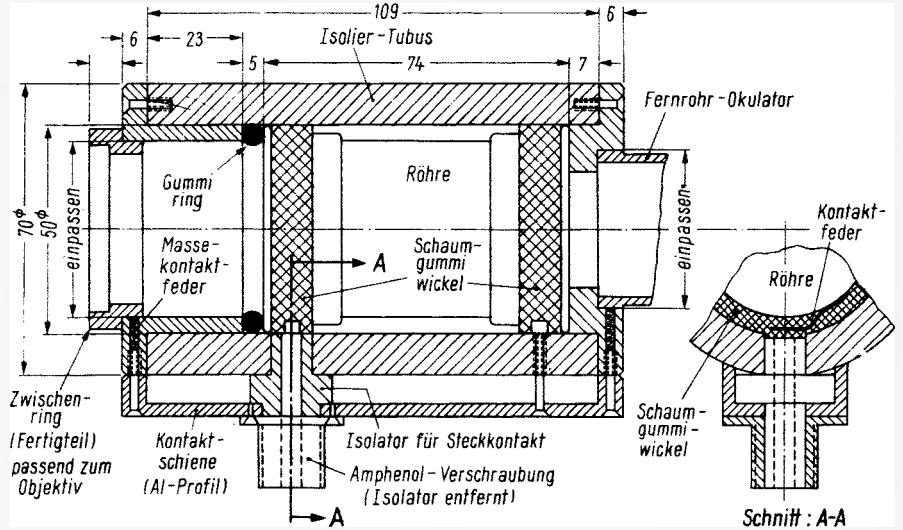 109
6
Isolier-Tubus
6
23
5
74
7
Fernrohr-Okulator
70ᶲ
50ᶲ
einpassen
Gummi
ring
Röhre
Masse-
kontakt-
feder
A
Schaum-
gummi
wickel
einpassen
Kontakt-
feder
Röhre
Zwischen-
ring
(Fertigteil)
passend zum
Objektiv
Kontakt-
schiene
(Al-Profil)
Isolator für Steckkontakt
Amphenol-Verschraubung
(Isolator entfernt)
A
Schaum-
gummi-
wickel
Schnitt : A-A